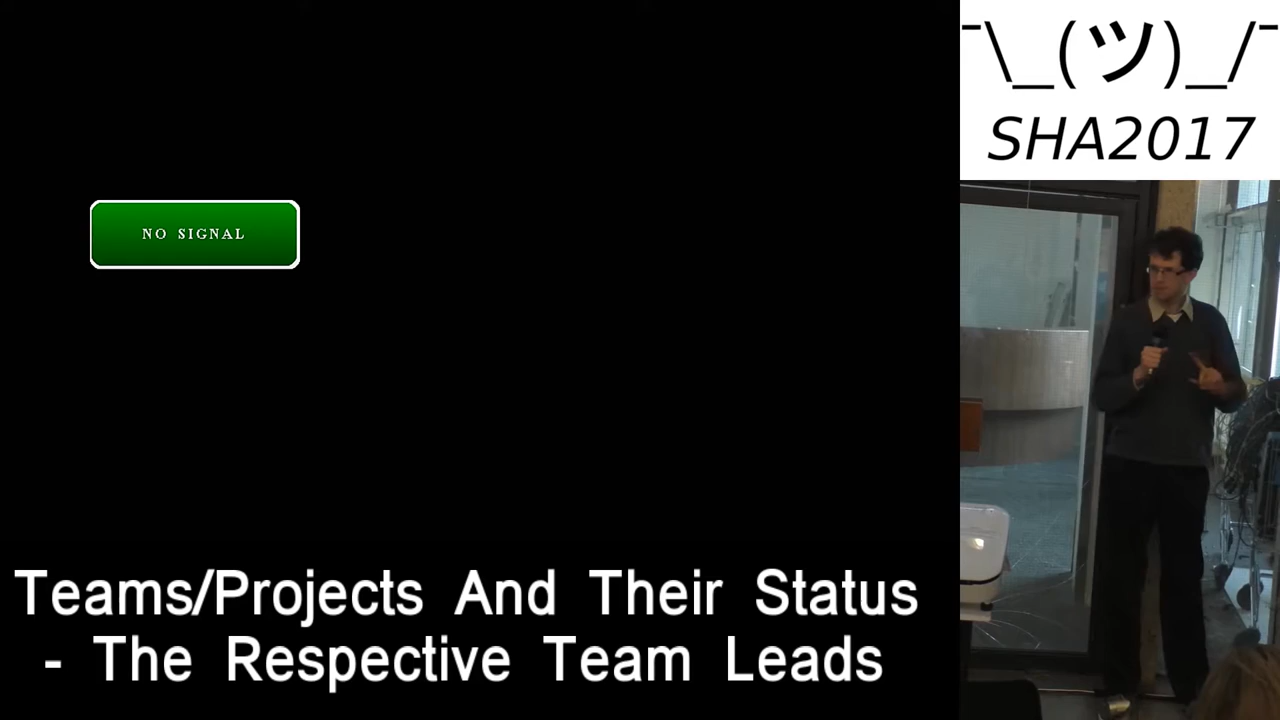 ¯\_(ツ)_/¯
SHA2017
NO SIGNAL
Teams/Projects And Their Status
- The Respective Team Leads